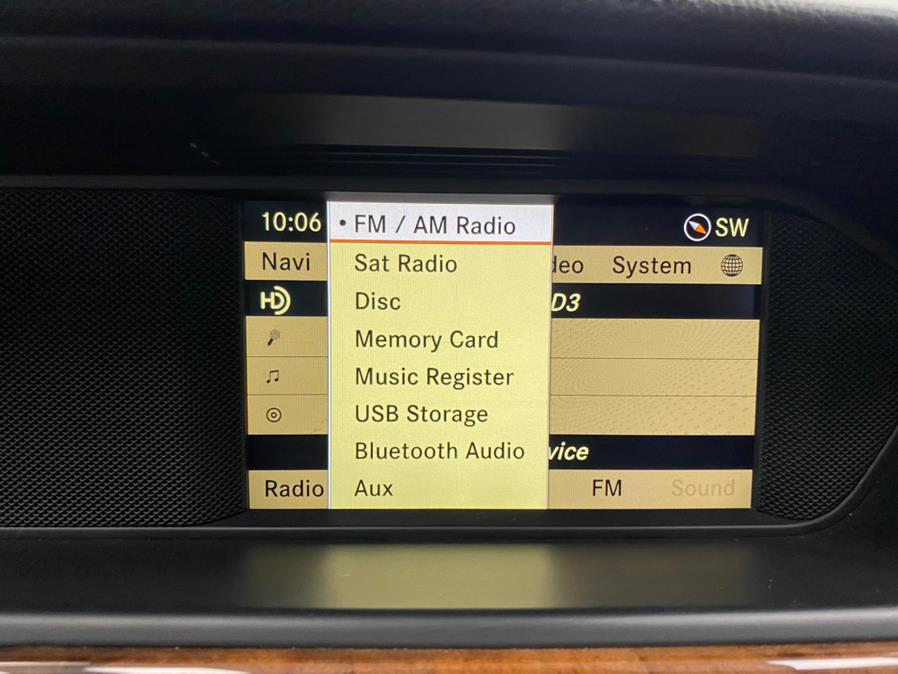 10:06
• FM / AM Radio
SW
Navi
Sat Radio
deo
System
HD
Disc
D3
Memory Card
Music Register
USB Storage
Bluetooth Audio
vice
Radio
Aux
FM
Sound